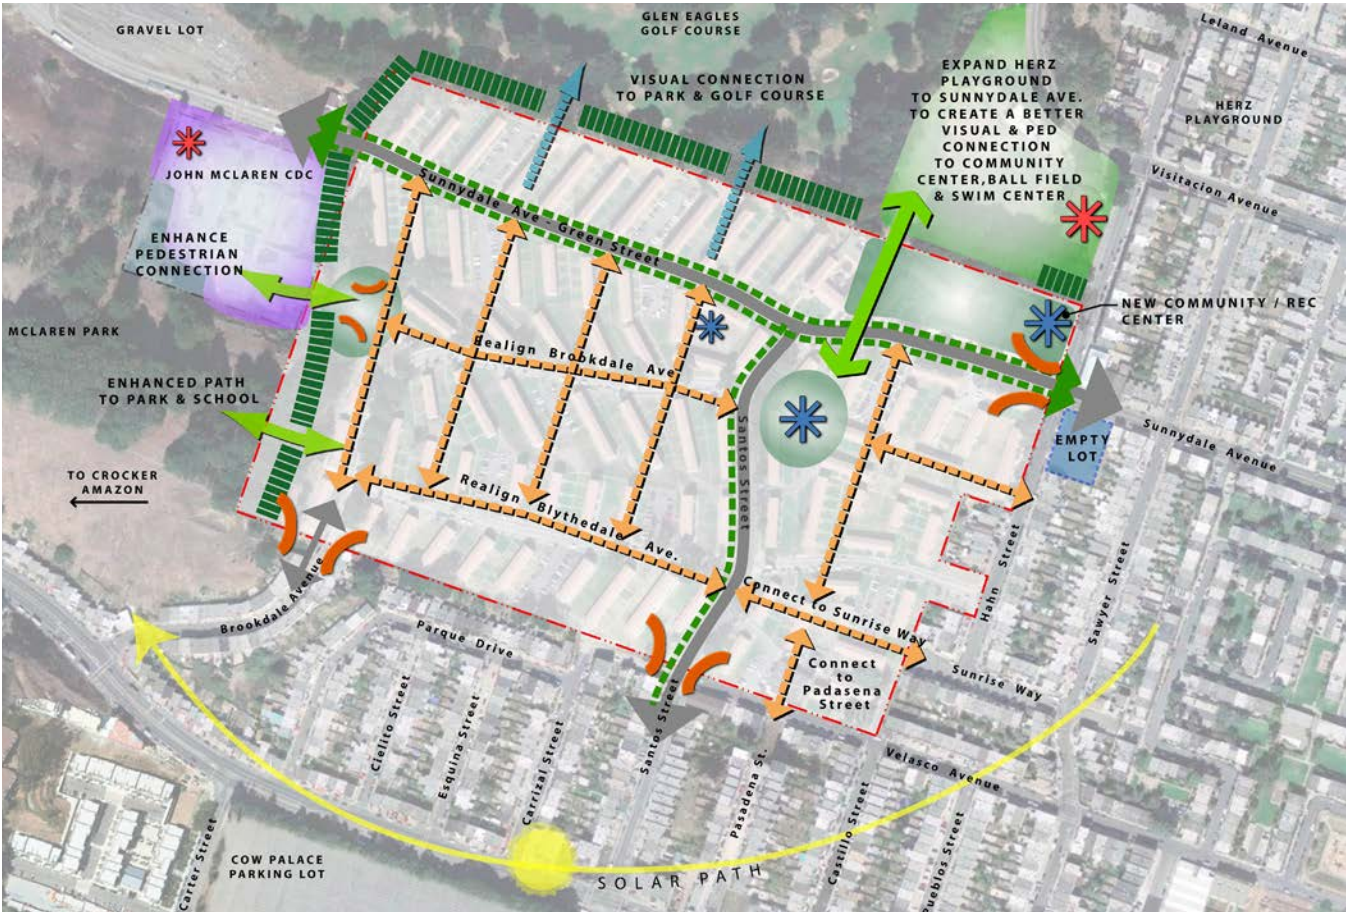 GRAVEL LOT
GLEN EAGLES
GOLF COURSE
Leland Avenue
VISUAL CONNECTION
TO PARK & GOLF COURSE
EXPAND HERZ
PLAYGROUND
TO SUNNYDALE AVE.
TO CREATE A BETTER
VISUAL & PED
CONNECTION
TO COMMUNITY
CENTER,BALL FIELD
& SWIM CENTER
HERZ
PLAYGROUND
JOHN MCLAREN CDC
Visitacion Avenue
Sunnydale Ave - Green Street
ENHANCE
PEDESTRIAN
CONNECTION
NEW COMMUNITY / REC
CENTER
MCLAREN PARK
Realign Brookdale Ave.
ENHANCED PATH
TO PARK & SCHOOL
Santos Street
EMPTY
LOT
Sunnydale Avenue
TO CROCKER
AMAZON
Realign Blythedale Ave.
Hahn Street
Sawyer Street
Brookdale Avenue
Connect to Sunrise Way
Parque Drive
Connect
to
Padasena
Street
Sunrise Way
Cielito Street
Esquina Street
Carrizal Street
Santos Street
Pasadena St.
Velasco Avenue
Castillo Street
Pueblos Street
Carter Street
COW PALACE
PARKING LOT
SOLAR PATH